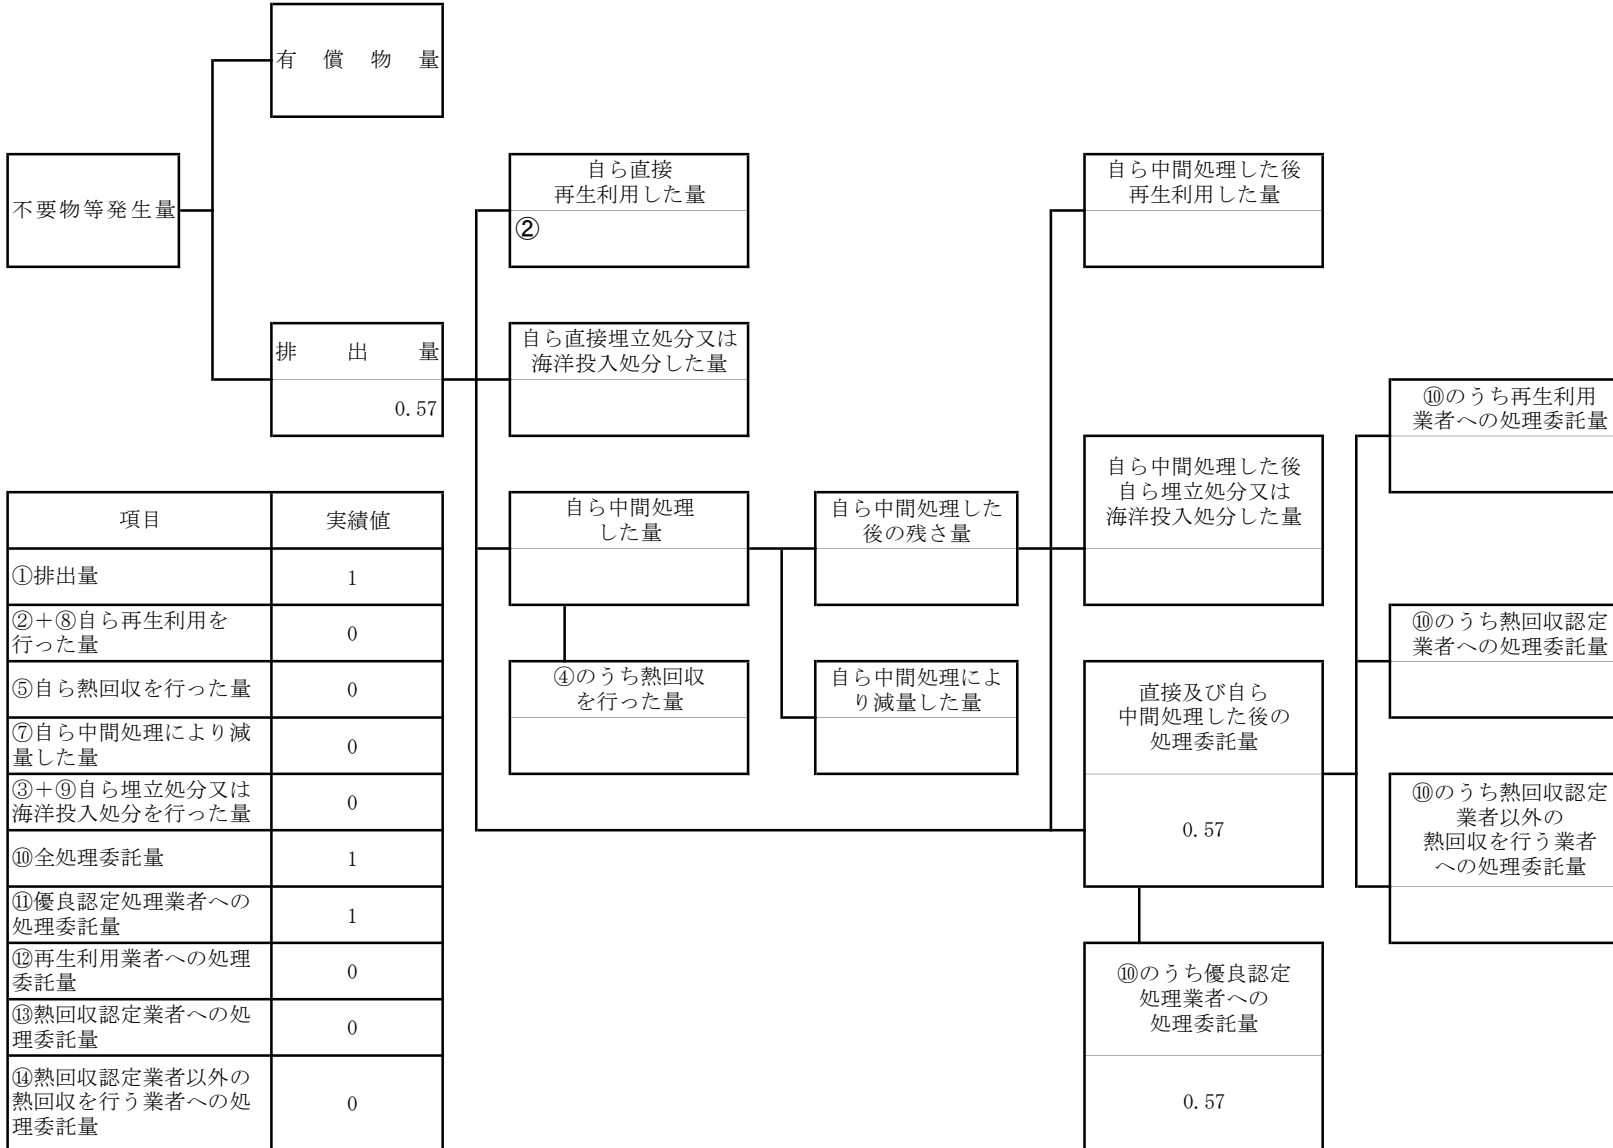 有償物量
不要物等発生量
自ら直接
再生利用した量
②
自ら中間処理した後
再生利用した量
排出量
0.57
自ら直接埋立処分又は
海洋投入処分した量
⑩のうち再生利用
業者への処理委託量
自ら中間処理
した量
自ら中間処理した
後の残さ量
自ら中間処理した後
自ら埋立処分又は
海洋投入処分した量
⑩のうち熱回収認定
業者への処理委託量
④のうち熱回収
を行った量
自ら中間処理によ
り減量した量
直接及び自ら
中間処理した後の
処理委託量
0.57
⑩のうち熱回収認定
業者以外の
熱回収を行う業者
への処理委託量
⑩のうち優良認定
処理業者への
処理委託量
0.57
項目 実績値
①排出量 1
②+⑧自ら再生利用を
行った量 0
⑤自ら熱回収を行った量 0
⑦自ら中間処理により減
量した量 0
③+⑨自ら埋立処分又は
海洋投入処分を行った量 0
⑩全処理委託量 1
⑪優良認定処理業者への
処理委託量 1
⑫再生利用業者への処理
委託量 0
⑬熱回収認定業者への処
理委託量 0
⑭熱回収認定業者以外の
熱回収を行う業者への処
理委託量 0